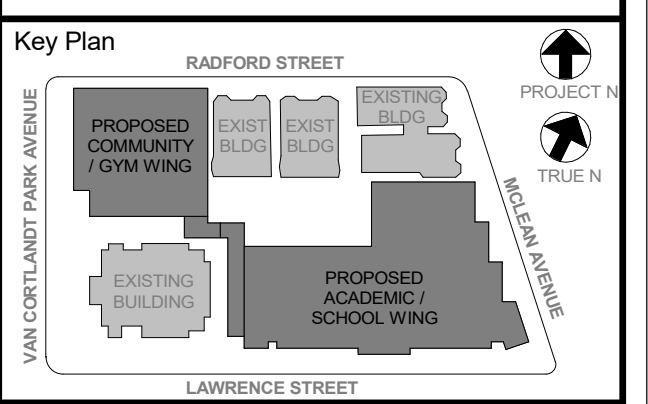 Key Plan
RADFORD STREET
PROJECT N
TRUE N
VAN CORTLANDT PARK AVENUE
PROPOSED
COMMUNITY
/ GYM WING
EXIST
BLDG
EXIST
BLDG
EXISTING
BLDG
MCLEAN AVENUE
EXISTING
BUILDING
PROPOSED
ACADEMIC /
SCHOOL WING
LAWRENCE STREET